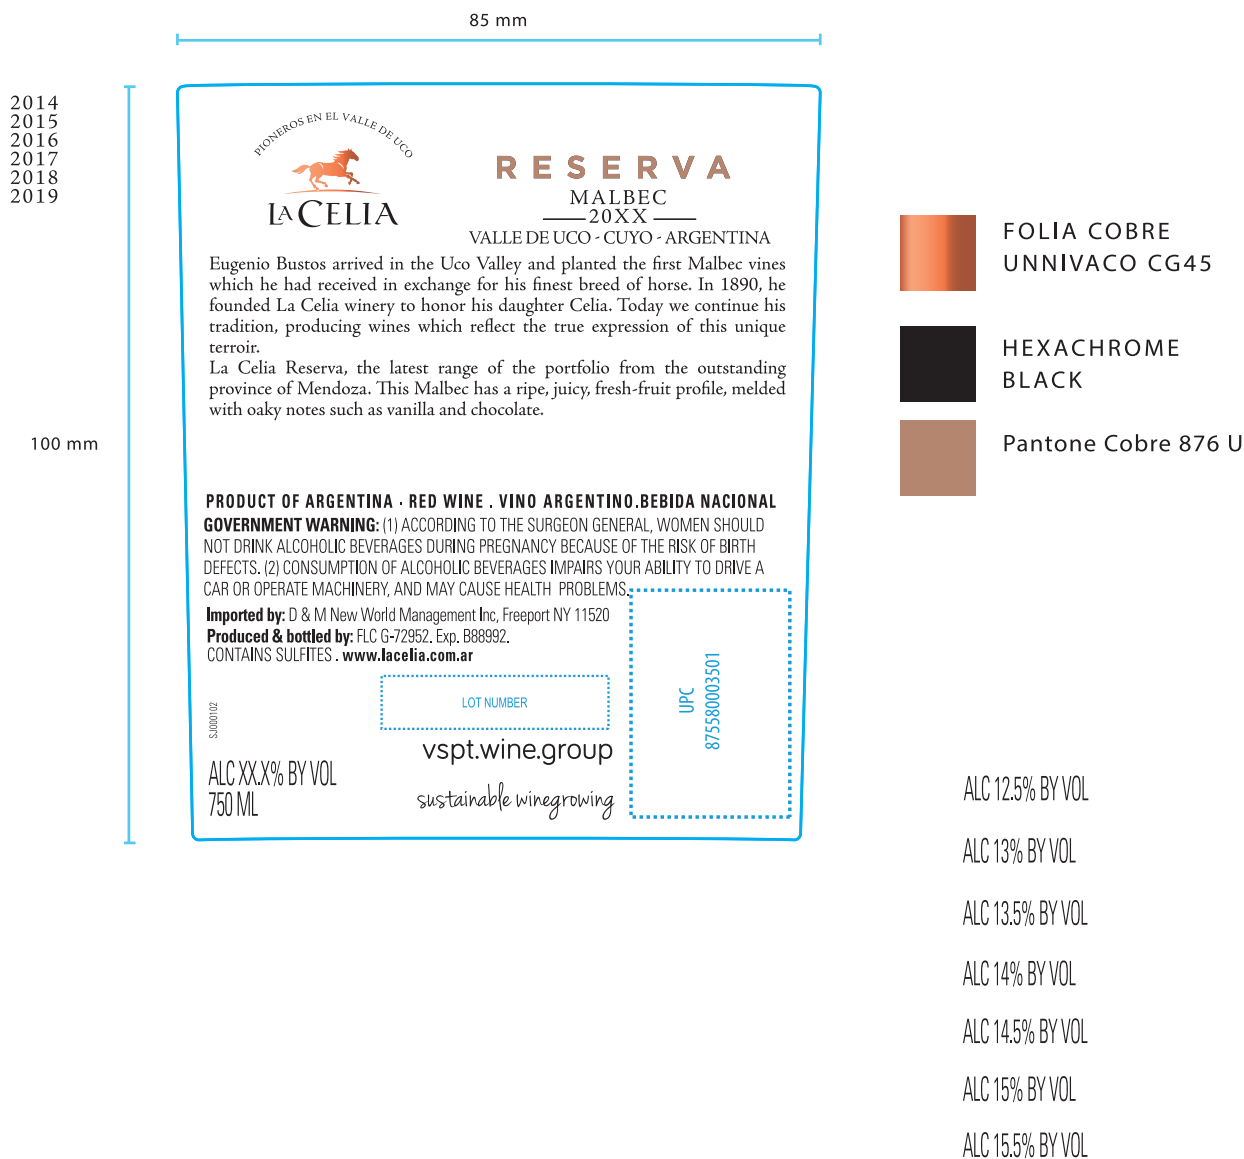 85 mm
2014
2015
2016
2017
2018
2019
100 mm
PIONEROS EN EL VALLE DE UCO
LA CELIA
RESERVA
MALBEC
20XX
VALLE DE UCO - CUYO - ARGENTINA
Eugenio Bustos arrived in the Uco Valley and planted the first Malbec vines
which he had received in exchange for his finest breed of horse. In 1890, he
founded La Celia winery to honor his daughter Celia. Today we continue his
tradition, producing wines which reflect the true expression of this unique
terroir.
La Celia Reserva, the latest range of the portfolio from the outstanding
province of Mendoza. This Malbec has a ripe, juicy, fresh-fruit profile, melded
with oaky notes such as vanilla and chocolate.
PRODUCT OF ARGENTINA · RED WINE . VINO ARGENTINO.BEBIDA NACIONAL
GOVERNMENT WARNING: (1) ACCORDING TO THE SURGEON GENERAL, WOMEN SHOULD
NOT DRINK ALCOHOLIC BEVERAGES DURING PREGNANCY BECAUSE OF THE RISK OF BIRTH
DEFECTS. (2) CONSUMPTION OF ALCOHOLIC BEVERAGES IMPAIRS YOUR ABILITY TO DRIVE A
CAR OR OPERATE MACHINERY, AND MAY CAUSE HEALTH PROBLEMS.
Imported by: D & M New World Management Inc, Freeport NY 11520
Produced & bottled by: FLC G-72952. Exp. B88992.
CONTAINS SULFITES . www.lacelia.com.ar
LOT NUMBER
UPC
875580003501
SJ000102
vspt.wine.group
sustainable winegrowing
ALC XX.X% BY VOL
750 ML
FOLIA COBRE
UNNIVACO CG45
HEXACHROME
BLACK
Pantone Cobre 876 U
ALC 12.5% BY VOL
ALC 13% BY VOL
ALC 13.5% BY VOL
ALC 14% BY VOL
ALC 14.5% BY VOL
ALC 15% BY VOL
ALC 15.5% BY VOL